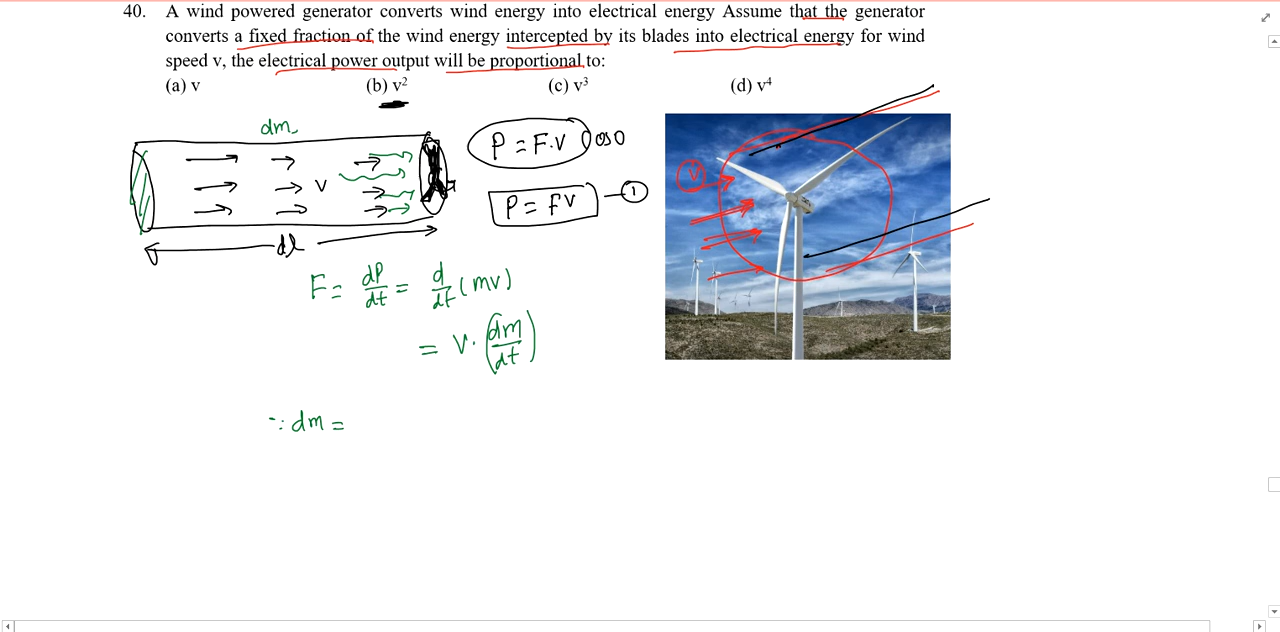 40. A wind powered generator converts wind energy into electrical energy Assume that the generator
converts a fixed fraction of the wind energy intercepted by its blades into electrical energy for wind
speed v, the electrical power output will be proportional to:
(a) v (b) v² (c) v³ (d) v⁴
dm
P = F.V Cos0
V
V
P = FV —①
dl
F = dP/dt = d/dt (mv)
= V. (dm/dt)
∵ dm =